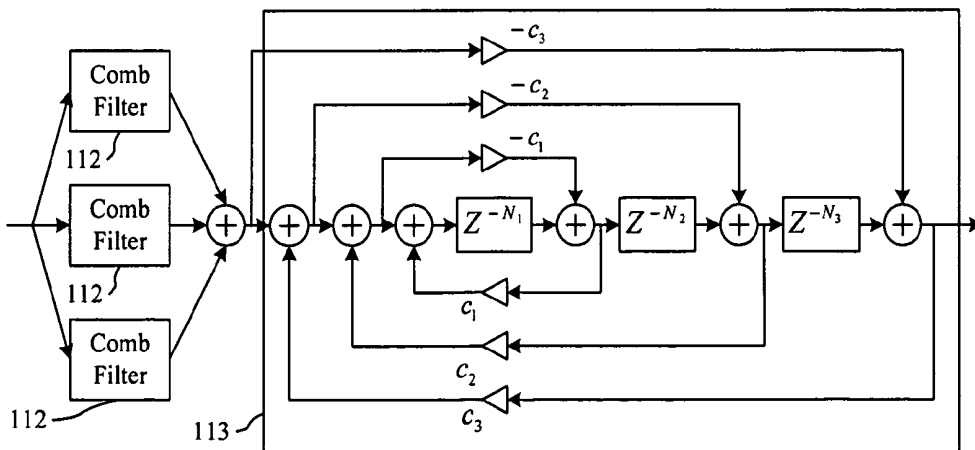 −c₃
Comb
Filter
112
−c₂
−c₁
Comb
Filter
112
+
+
+
+
Z⁻ᴺ¹
+
Z⁻ᴺ²
+
Z⁻ᴺ³
+
c₁
Comb
Filter
112
c₂
c₃
113